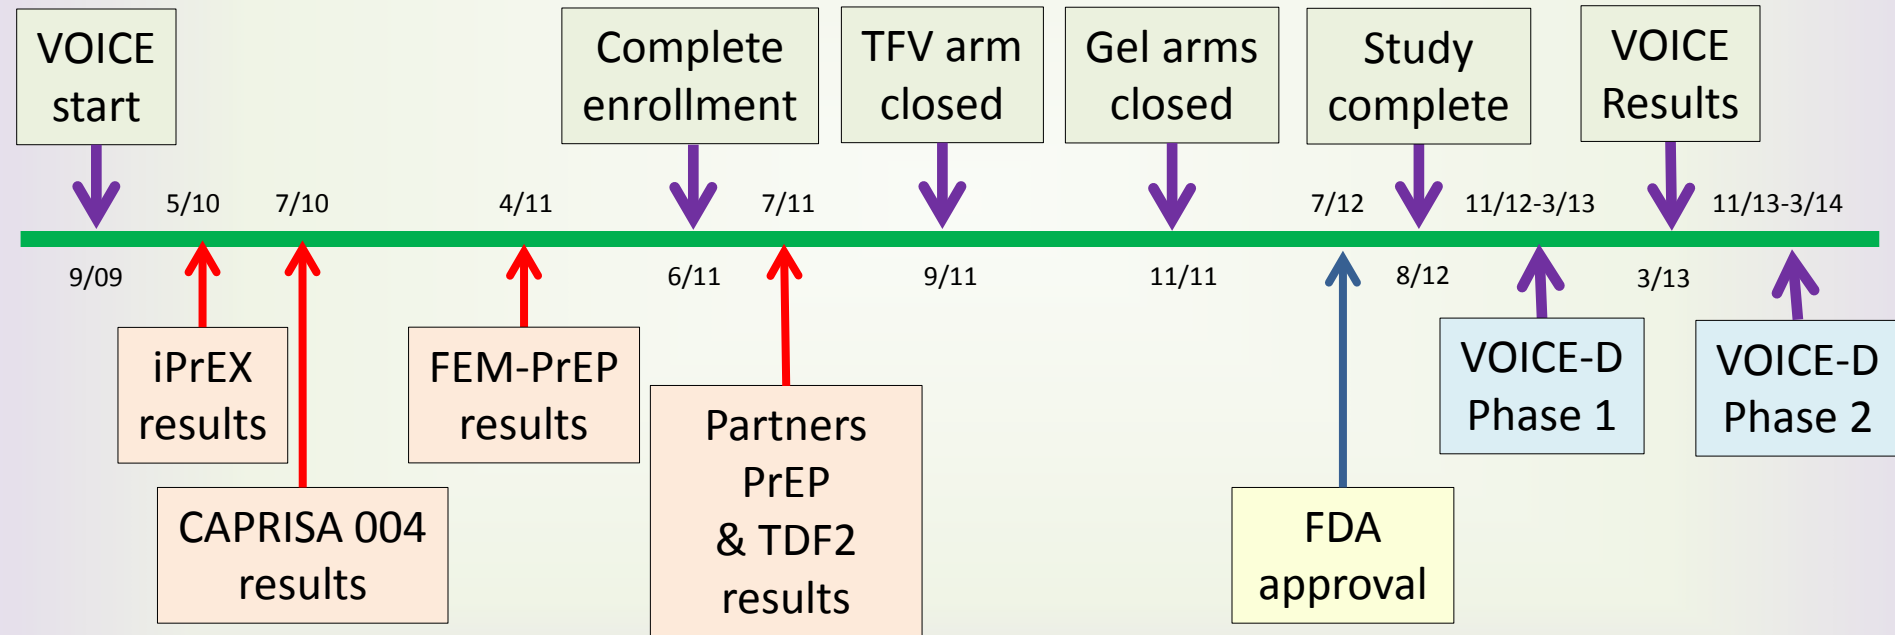 VOICE
start
Complete
enrollment
TFV arm
closed
Gel arms
closed
Study
complete
VOICE
Results
5/10
7/10
4/11
7/11
7/12
11/12-3/13
11/13-3/14
9/09
6/11
9/11
11/11
8/12
3/13
iPrEX
results
CAPRISA 004
results
FEM-PrEP
results
Partners
PrEP
& TDF2
results
FDA
approval
VOICE-D
Phase 1
VOICE-D
Phase 2